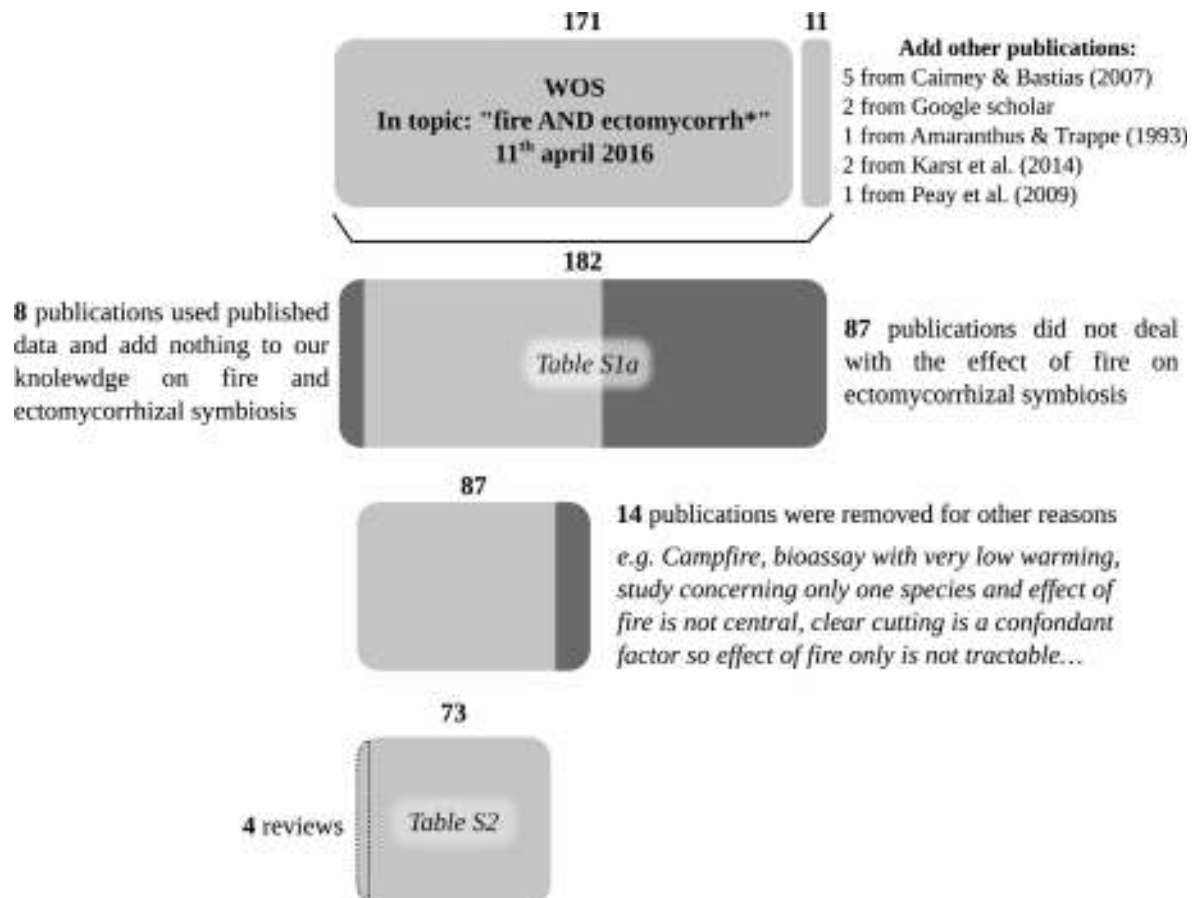 171
11
WOS
In topic: "fire AND ectomycorrh*"
11th april 2016
Add other publications:
5 from Cairney & Bastias (2007)
2 from Google scholar
1 from Amaranthus & Trappe (1993)
2 from Karst et al. (2014)
1 from Peay et al. (2009)
182
8 publications used published
data and add nothing to our
knolewdge on fire and
ectomycorrhizal symbiosis
Table S1a
87 publications did not deal
with the effect of fire on
ectomycorrhizal symbiosis
87
14 publications were removed for other reasons
e.g. Campfire, bioassay with very low warming,
study concerning only one species and effect of
fire is not central, clear cutting is a confondant
factor so effect of fire only is not tractable…
73
4 reviews
Table S2